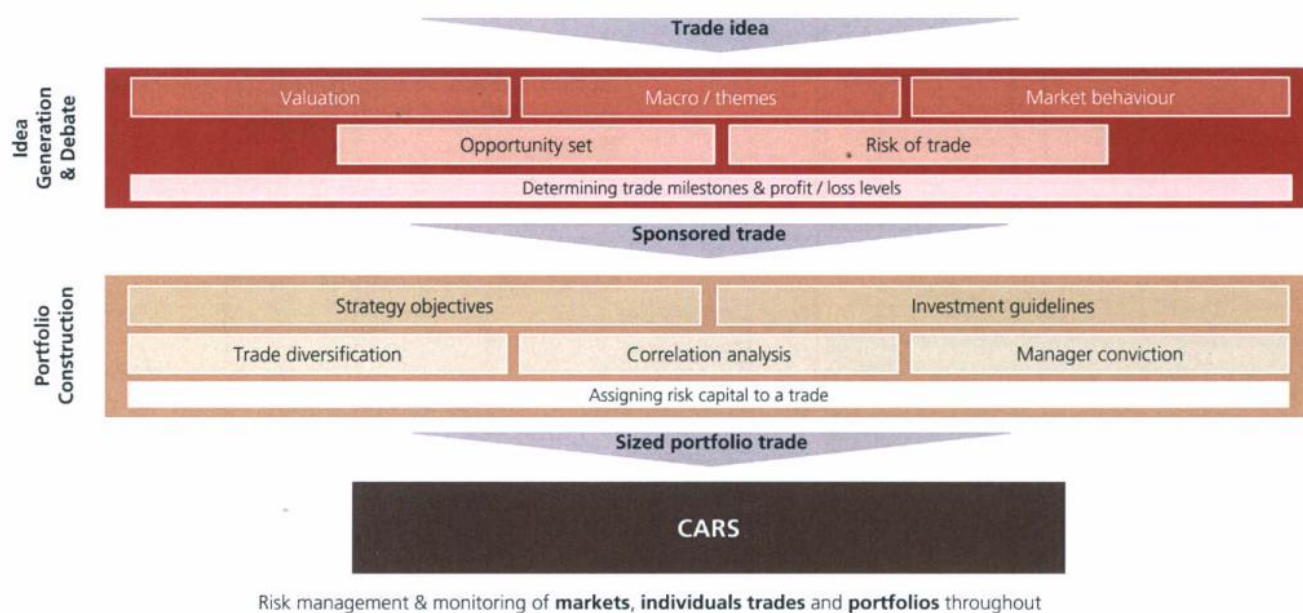 Trade idea
Idea
Generation
& Debate
Valuation
Macro / themes
Market behaviour
Opportunity set
Risk of trade
Determining trade milestones & profit / loss levels
Sponsored trade
Portfolio
Construction
Strategy objectives
Investment guidelines
Trade diversification
Correlation analysis
Manager conviction
Assigning risk capital to a trade
Sized portfolio trade
CARS
Risk management & monitoring of markets, individuals trades and portfolios throughout